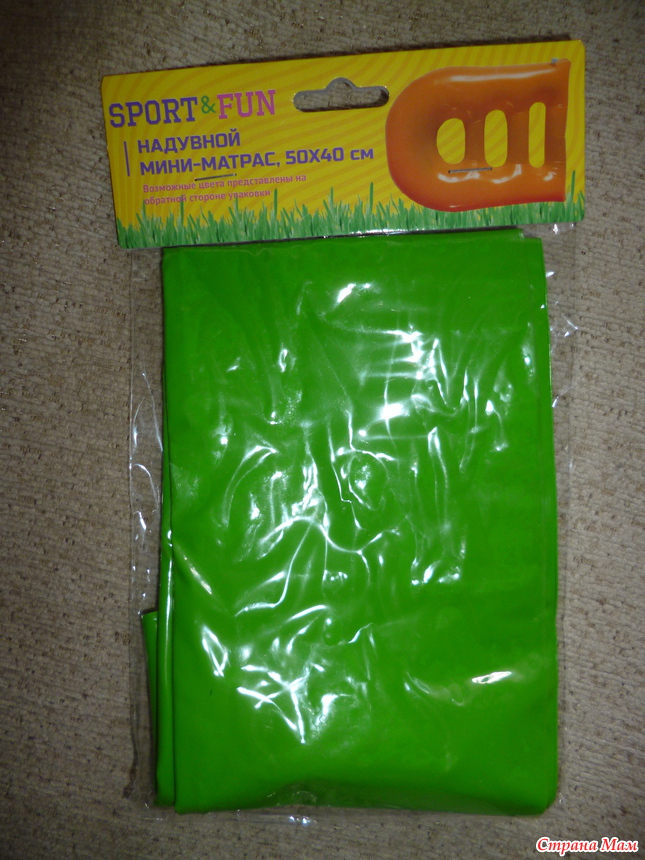 SPORT&FUN
НАДУВНОЙ
МИНИ-МАТРАС, 50Х40 см
Возможные цвета представлены на
обратной стороне упаковки
Страна Мам